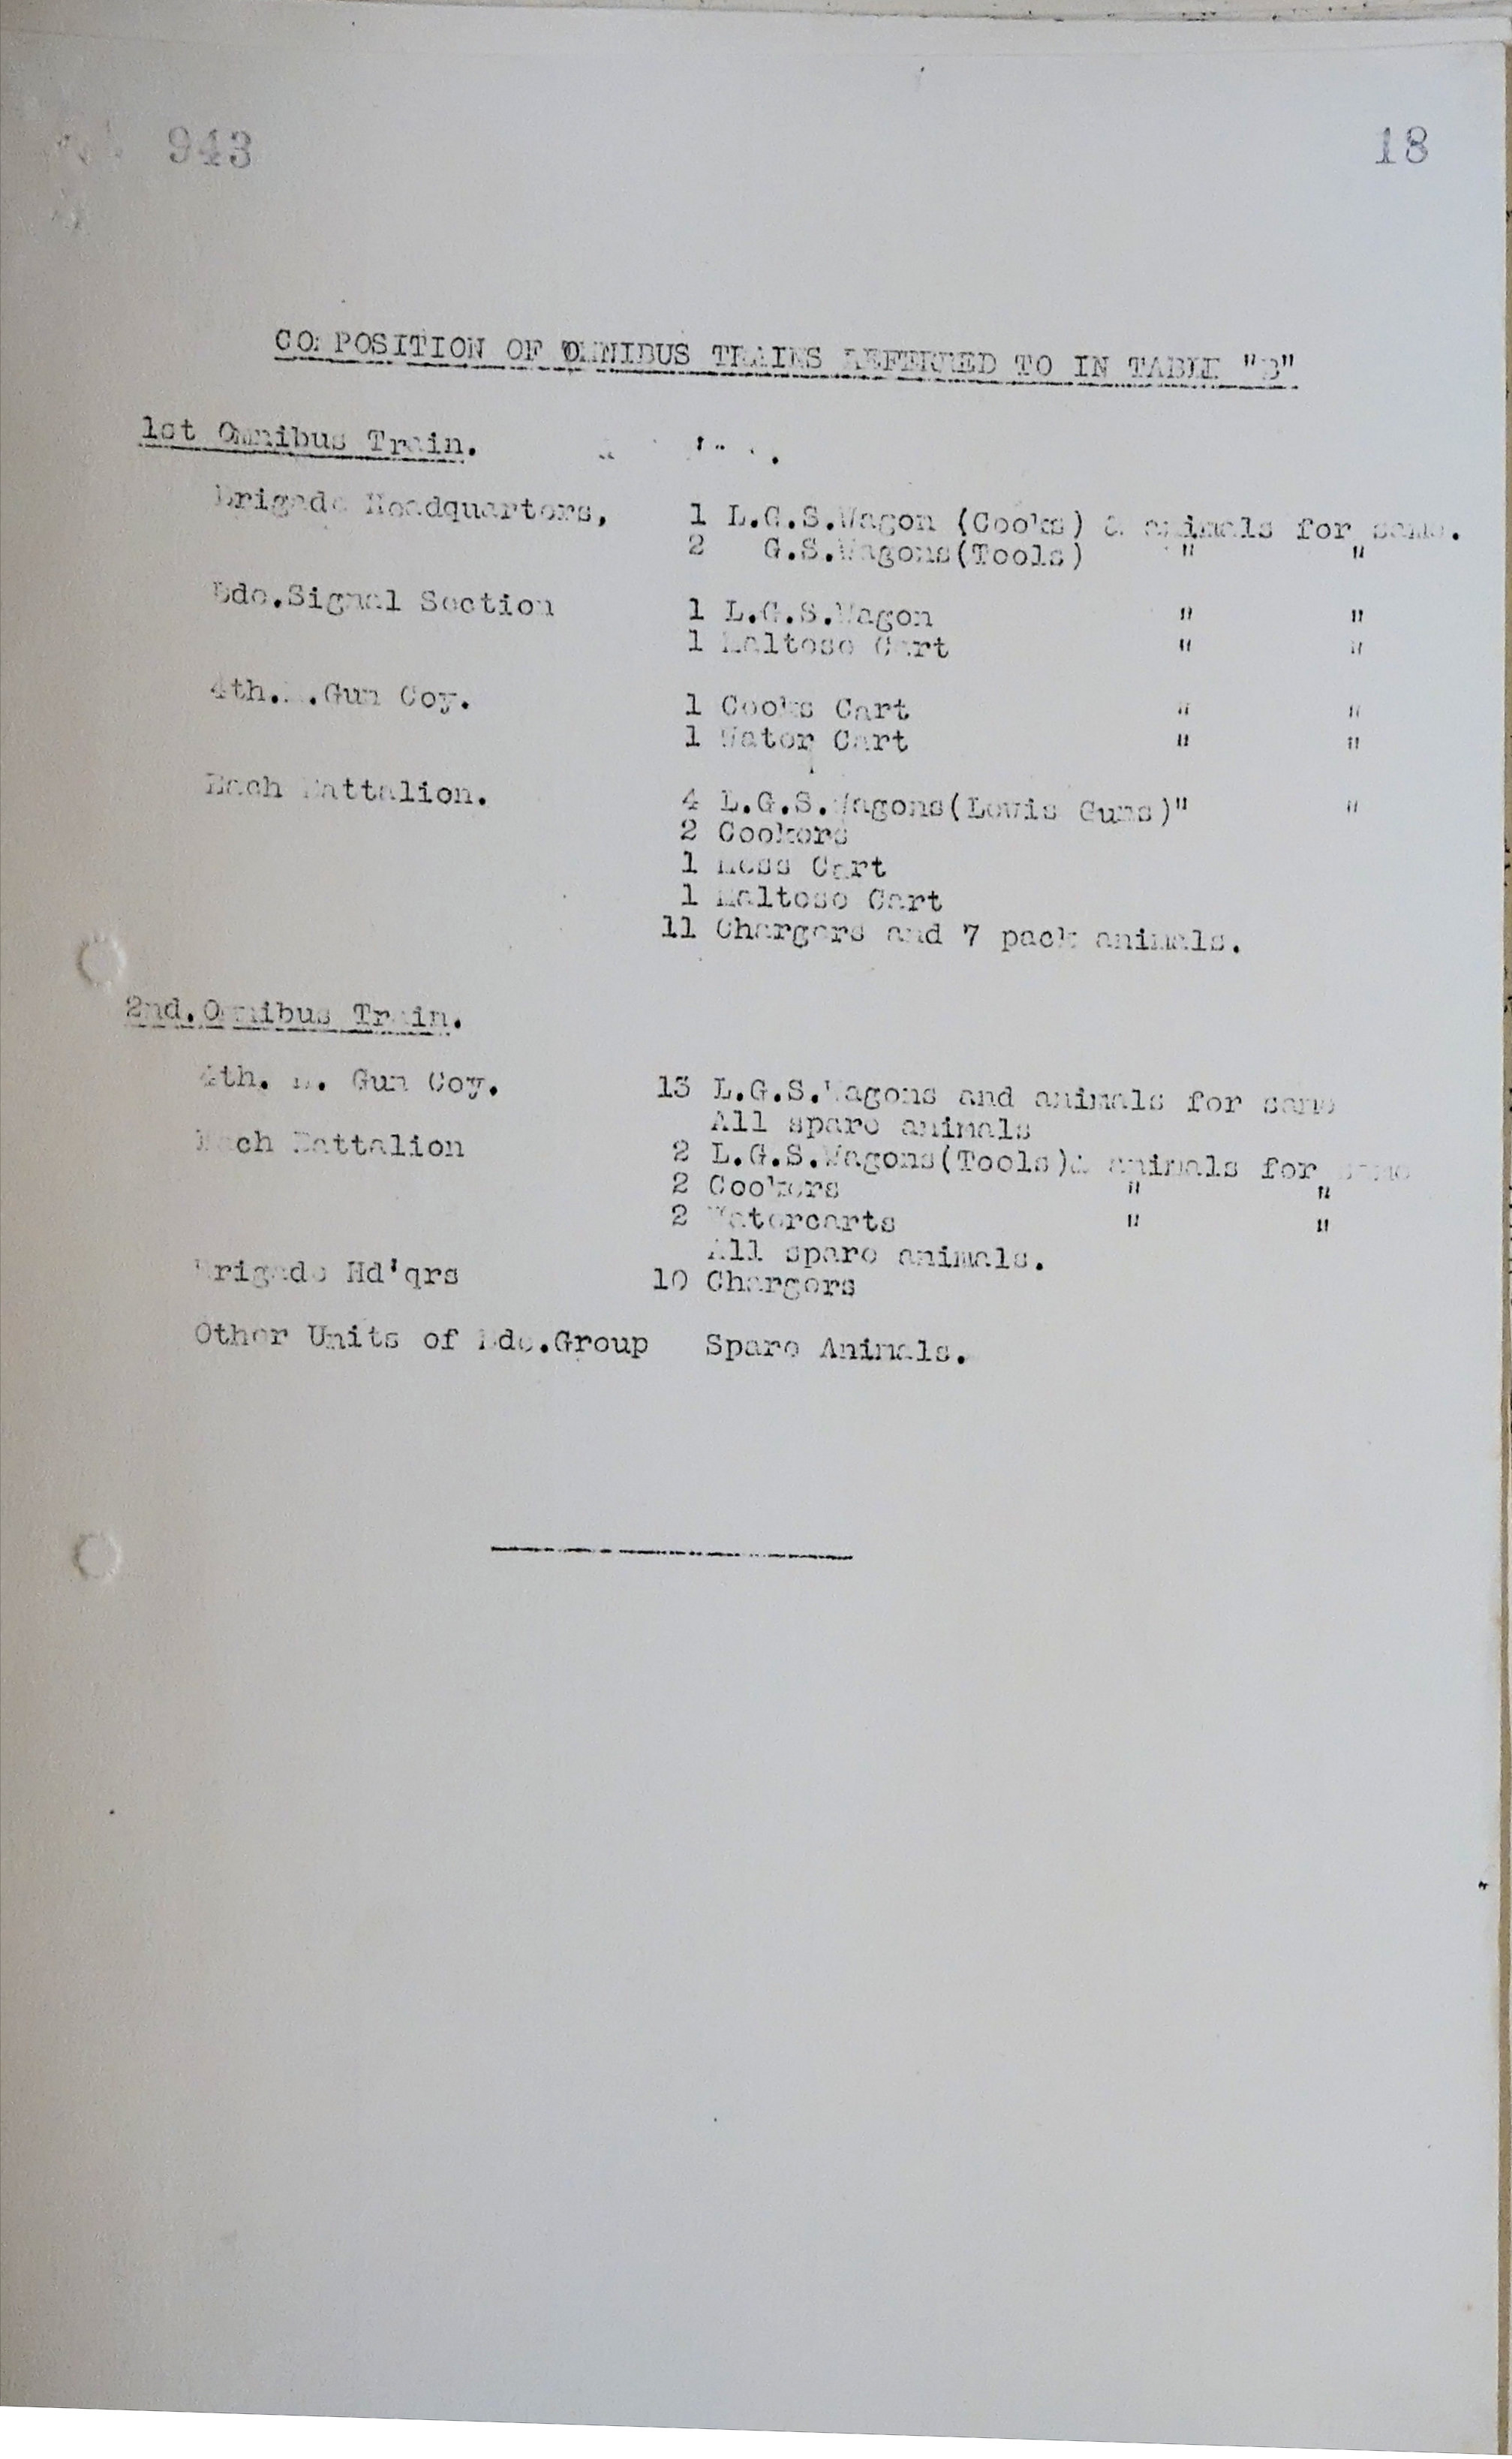 943 18
COMPOSITION OF OMNIBUS TRAINS REFERRED TO IN TABLE "B"
1st Omnibus Train.
Brigade Headquarters, 1 L.G.S.Wagon (Cooks) & animals for same.
2 G.S.Wagons(Tools) " "
Bde.Signal Section 1 L.G.S.Wagon " "
1 Maltese Cart " "
4th.M.Gun Coy. 1 Cooks Cart " "
1 Water Cart " "
Each Battalion. 4 L.G.S.Wagons(Lewis Guns)" "
2 Cookers
1 Mess Cart
1 Maltese Cart
11 Chargers and 7 pack animals.
2nd.Omnibus Train.
4th. M. Gun Coy. 13 L.G.S.Wagons and animals for same
All spare animals
Each Battalion 2 L.G.S.Wagons(Tools)& animals for same
2 Cookers " "
2 Watercarts " "
All spare animals.
Brigade Hd'qrs 10 Chargers
Other Units of Bde.Group Spare Animals.